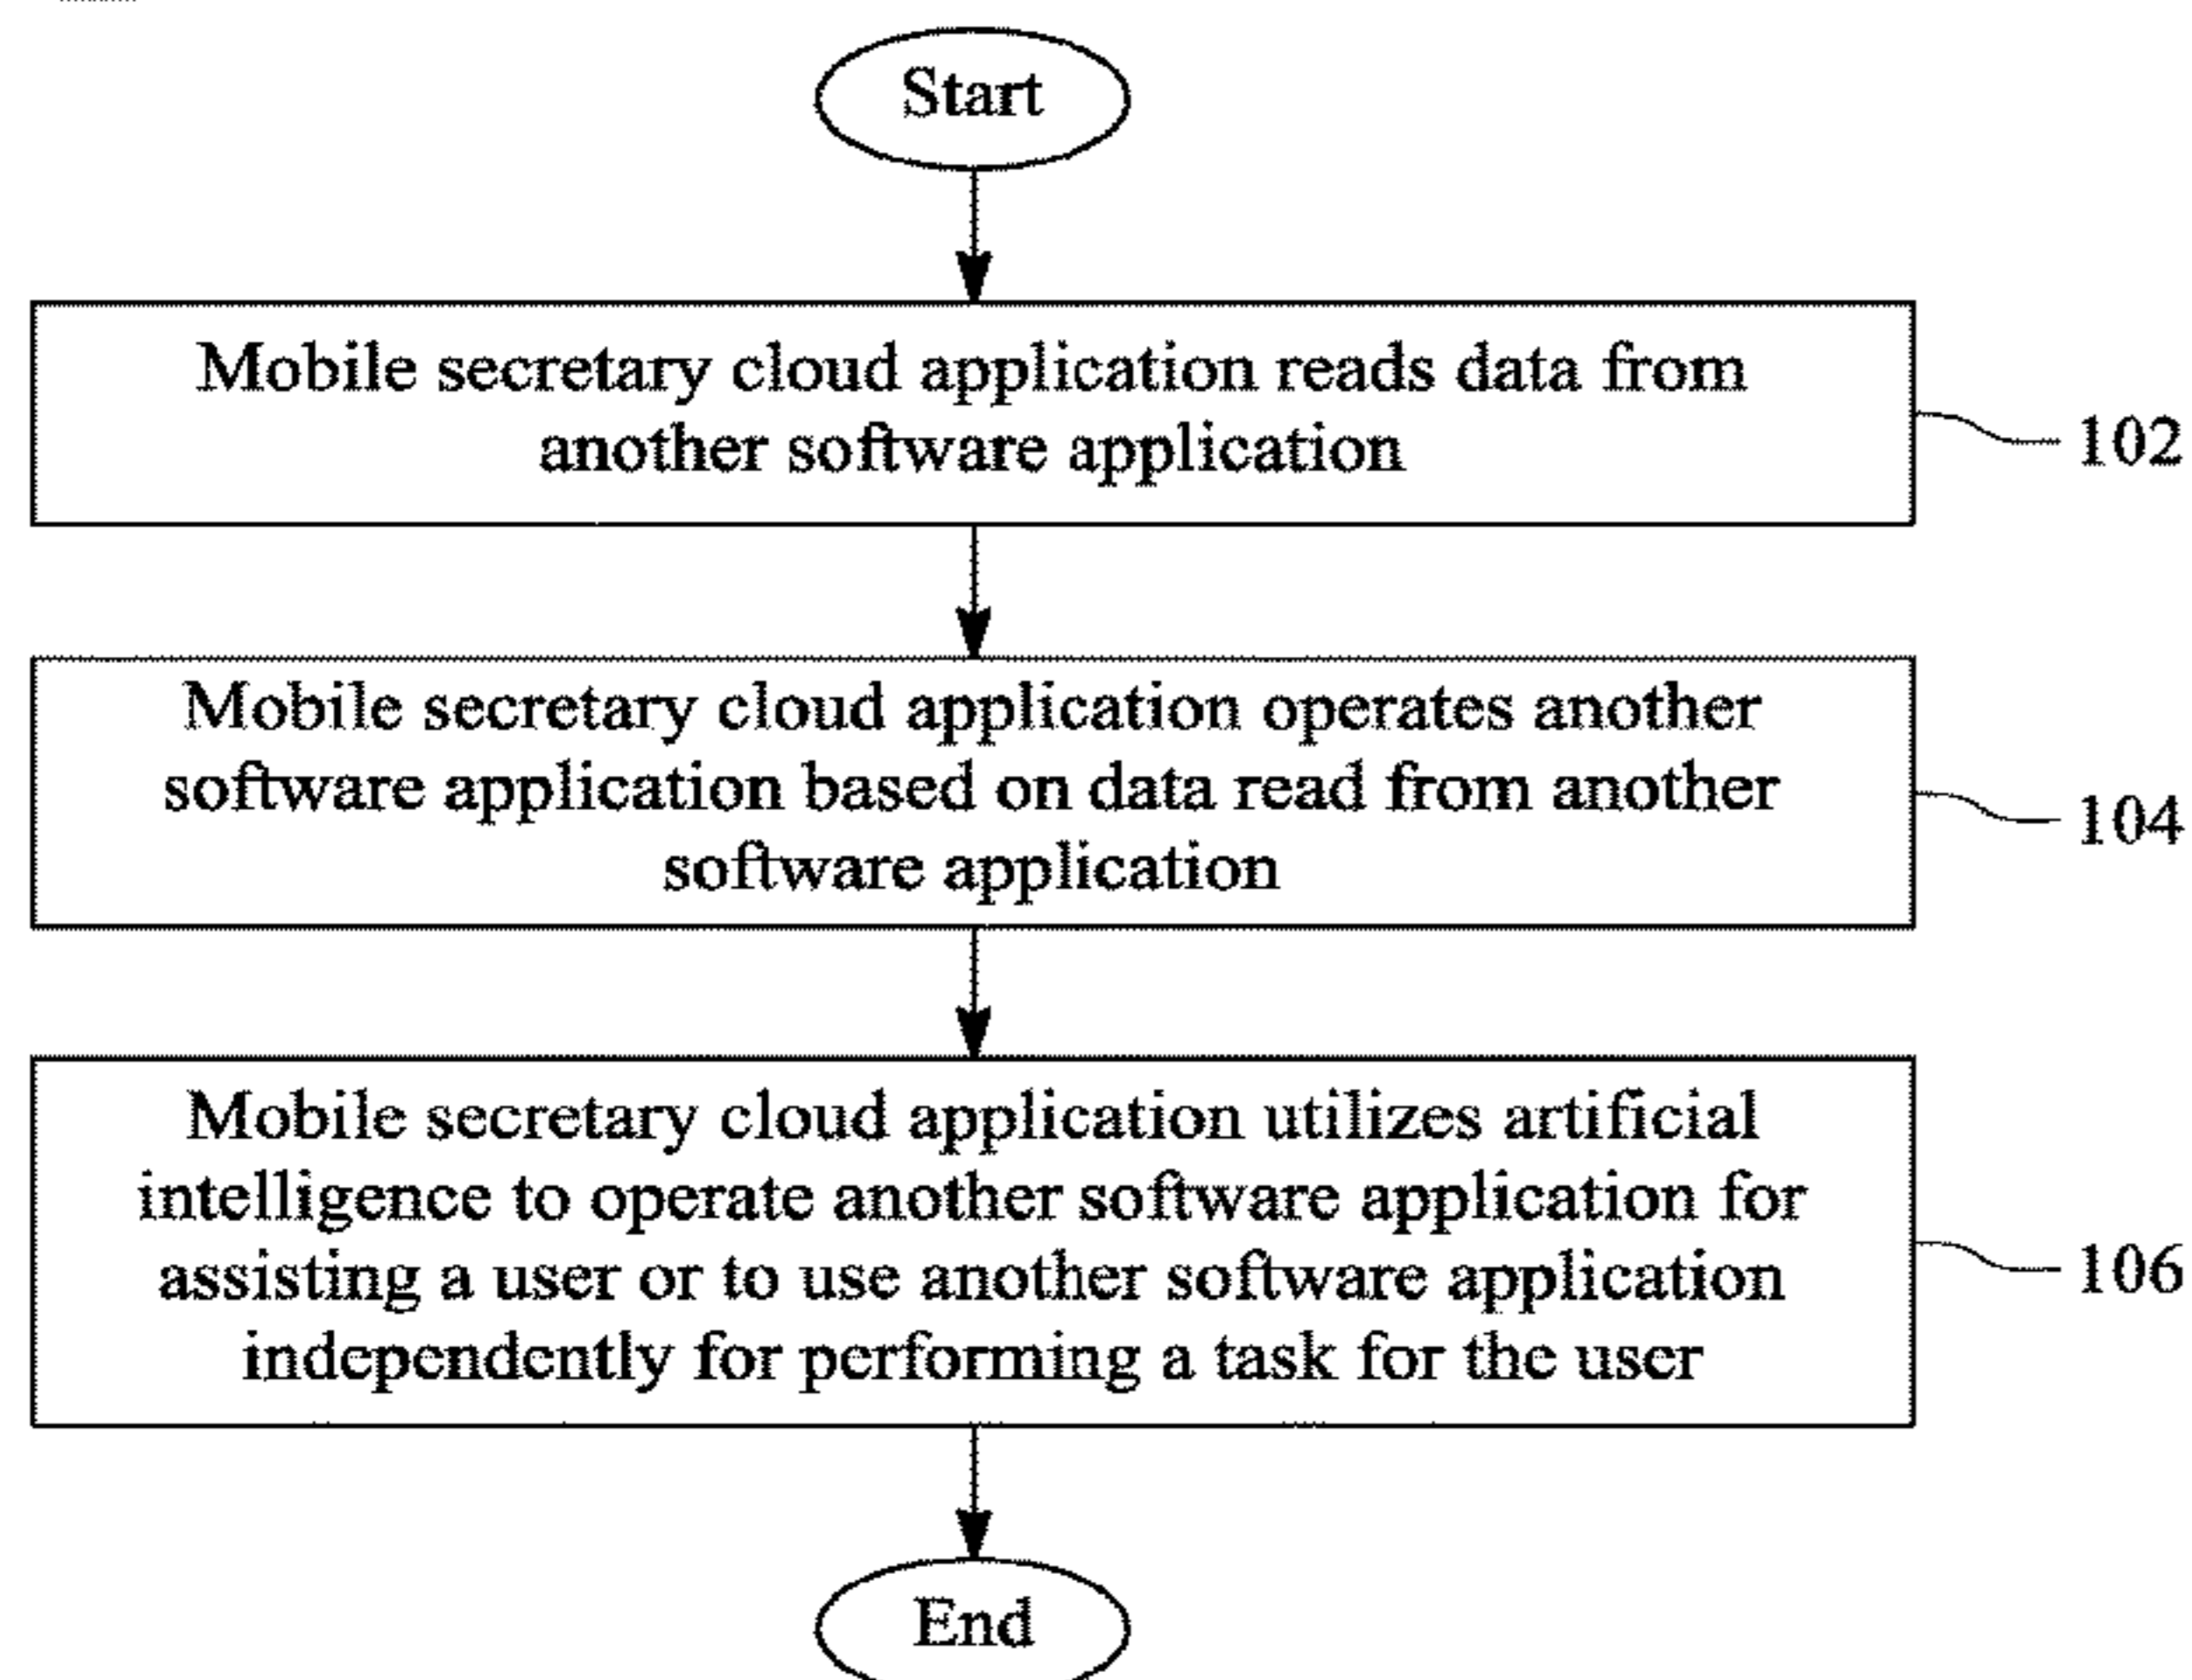 Start
Mobile secretary cloud application reads data from
another software application
102
Mobile secretary cloud application operates another
software application based on data read from another
software application
104
Mobile secretary cloud application utilizes artificial
intelligence to operate another software application for
assisting a user or to use another software application
independently for performing a task for the user
106
End